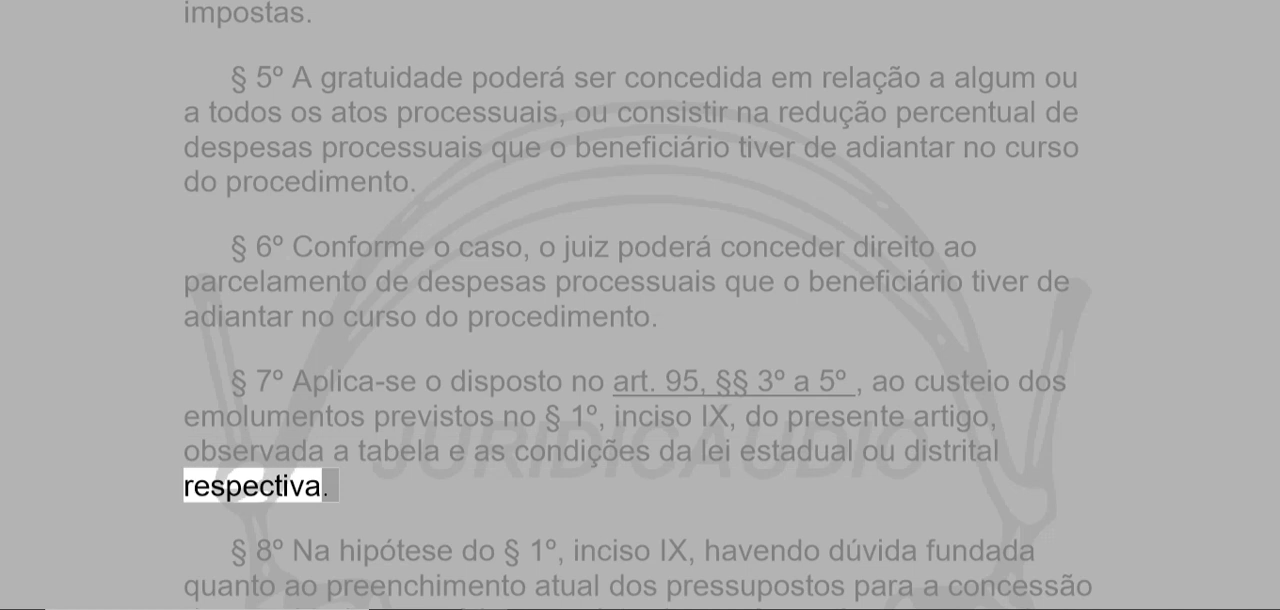 impostas.
§ 5º A gratuidade poderá ser concedida em relação a algum ou
a todos os atos processuais, ou consistir na redução percentual de
despesas processuais que o beneficiário tiver de adiantar no curso
do procedimento.
§ 6º Conforme o caso, o juiz poderá conceder direito ao
parcelamento de despesas processuais que o beneficiário tiver de
adiantar no curso do procedimento.
§ 7º Aplica-se o disposto no art. 95, §§ 3º a 5º , ao custeio dos
emolumentos previstos no § 1º, inciso IX, do presente artigo,
observada a tabela e as condições da lei estadual ou distrital
JURIDICAUDIO
respectiva.
§ 8º Na hipótese do § 1º, inciso IX, havendo dúvida fundada
quanto ao preenchimento atual dos pressupostos para a concessão